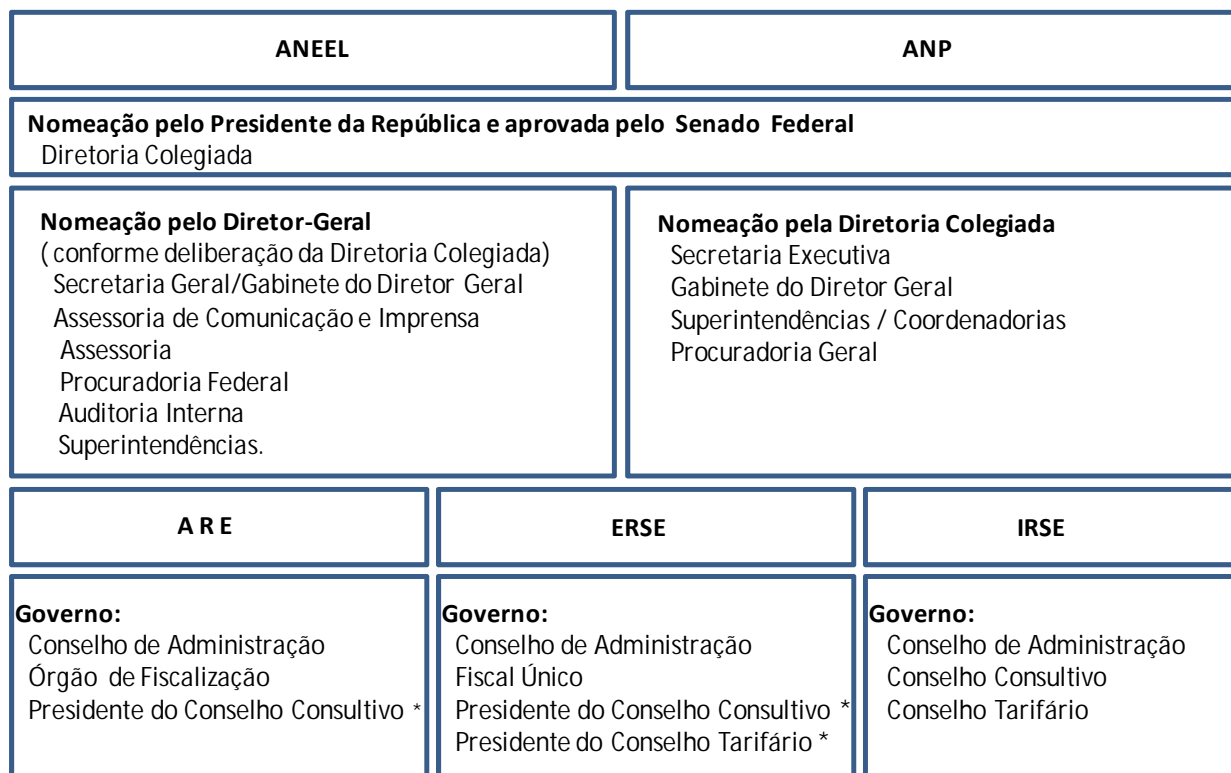 ANEEL
ANP
Nomeação pelo Presidente da República e aprovada pelo Senado Federal
Diretoria Colegiada
Nomeação pelo Diretor-Geral
( conforme deliberação da Diretoria Colegiada)
Secretaria Geral/Gabinete do Diretor Geral
Assessoria de Comunicação e Imprensa
Assessoria
Procuradoria Federal
Auditoria Interna
Superintendências.
Nomeação pela Diretoria Colegiada
Secretaria Executiva
Gabinete do Diretor Geral
Superintendências / Coordenadorias
Procuradoria Geral
A R E
ERSE
IRSE
Governo:
Conselho de Administração
Órgão de Fiscalização
Presidente do Conselho Consultivo *
Governo:
Conselho de Administração
Fiscal Único
Presidente do Conselho Consultivo *
Presidente do Conselho Tarifário *
Governo:
Conselho de Administração
Conselho Consultivo
Conselho Tarifário